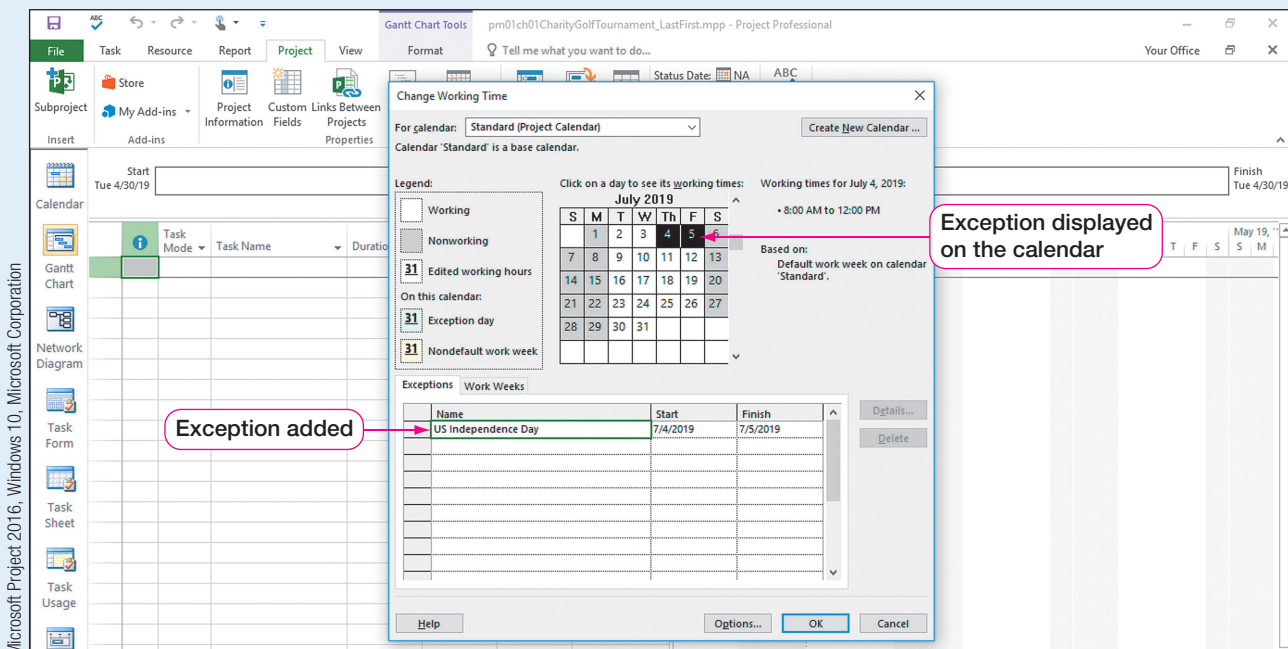 ABC
Gantt Chart Tools
pm01ch01CharityGolfTournament_LastFirst.mpp - Project Professional
File Task Resource Report Project View Format Tell me what you want to do... Your Office
Subproject
Store
My Add-ins
Project Information
Custom Fields
Links Between Projects
Status Date: NA
ABC
Insert
Add-ins
Properties
Start
Tue 4/30/19
Finish
Tue 4/30/19
Calendar
Gantt Chart
Network Diagram
Task Form
Task Sheet
Task Usage
Task Mode
Task Name
Duratio
May 19, '
T F S S M
Change Working Time
For calendar: Standard (Project Calendar)
Create New Calendar ...
Calendar 'Standard' is a base calendar.
Legend:
Working
Nonworking
31 Edited working hours
On this calendar:
31 Exception day
31 Nondefault work week
Click on a day to see its working times:
July 2019
S M T W Th F S
1 2 3 4 5 6
7 8 9 10 11 12 13
14 15 16 17 18 19 20
21 22 23 24 25 26 27
28 29 30 31
Working times for July 4, 2019:
• 8:00 AM to 12:00 PM
Based on:
Default work week on calendar
'Standard'.
Exception displayed
on the calendar
Exceptions Work Weeks
Name Start Finish
US Independence Day 7/4/2019 7/5/2019
Details...
Delete
Exception added
Help Options... OK Cancel
Microsoft Project 2016, Windows 10, Microsoft Corporation